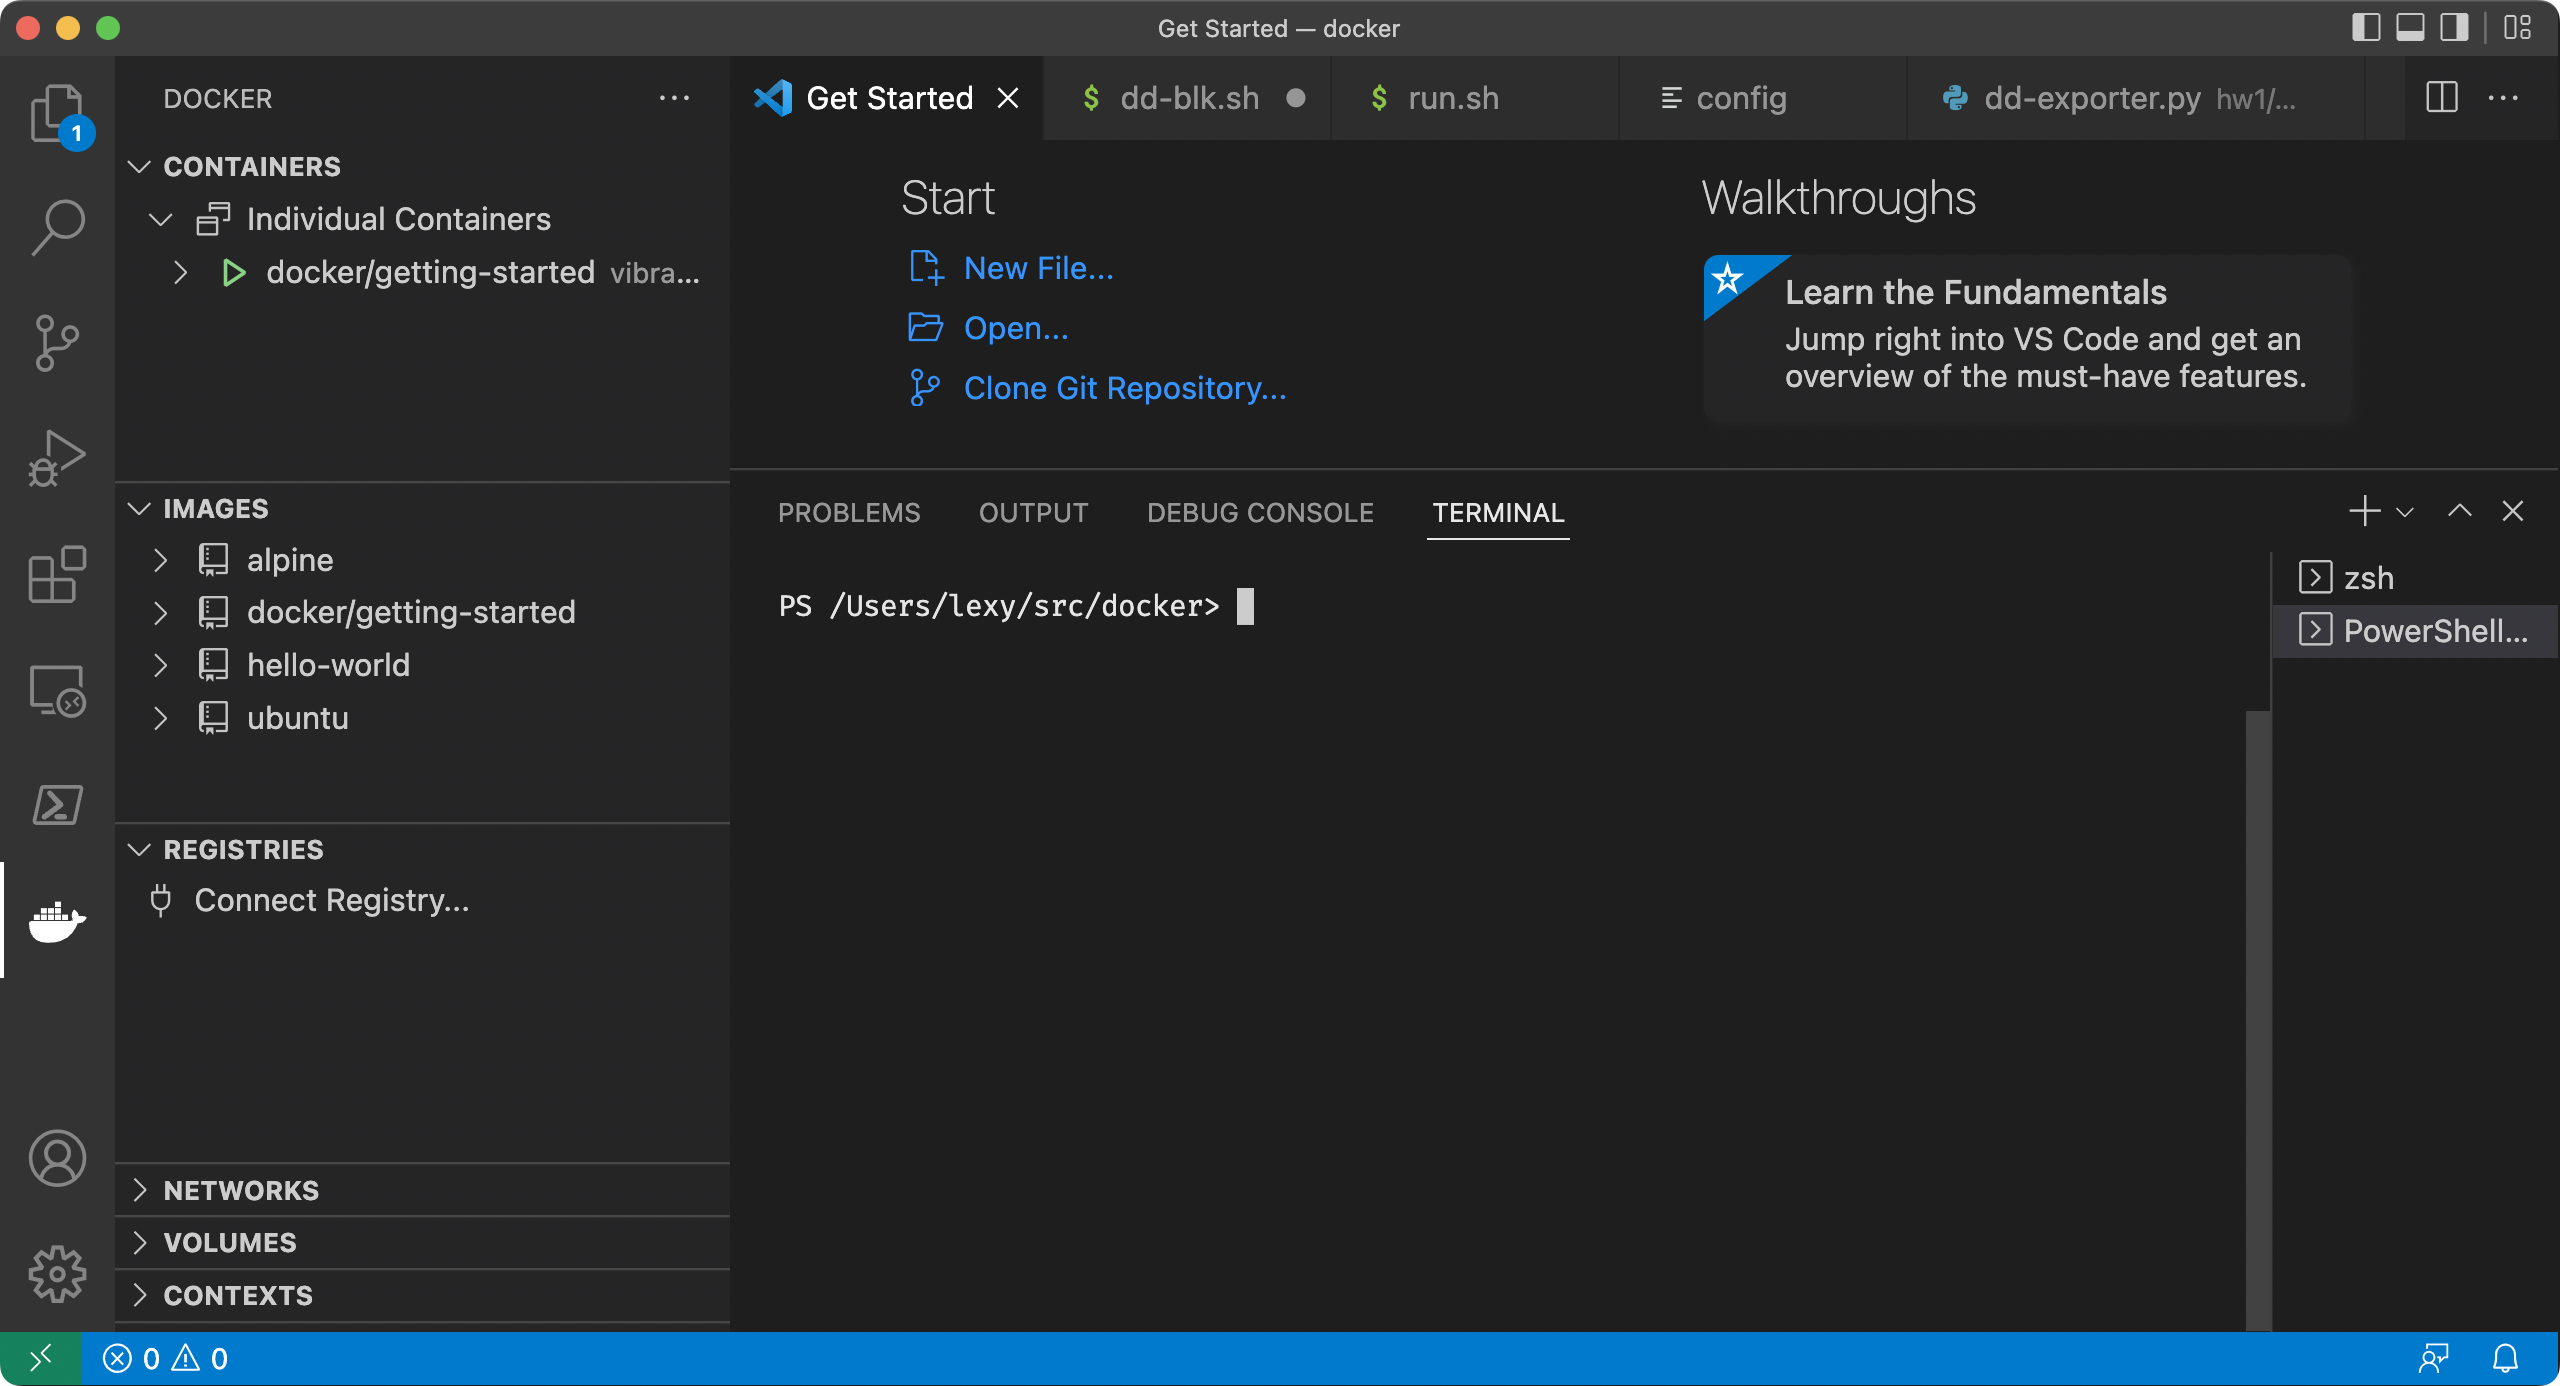 Get Started — docker
1
DOCKER
CONTAINERS
Individual Containers
docker/getting-started vibra...
IMAGES
alpine
docker/getting-started
hello-world
ubuntu
REGISTRIES
Connect Registry...
NETWORKS
VOLUMES
CONTEXTS
Get Started
$ dd-blk.sh
$ run.sh
config
dd-exporter.py hw1/...
Start
New File...
Open...
Clone Git Repository...
Walkthroughs
Learn the Fundamentals
Jump right into VS Code and get an
overview of the must-have features.
PROBLEMS OUTPUT DEBUG CONSOLE TERMINAL
PS /Users/lexy/src/docker>
zsh
PowerShell...
0 0